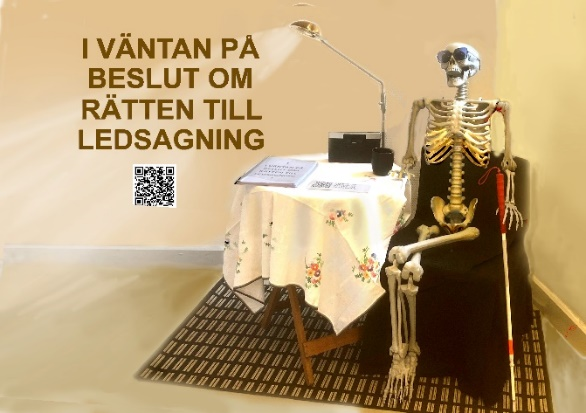 I VÄNTAN PÅ
BESLUT OM
RÄTTEN TILL
LEDSAGNING